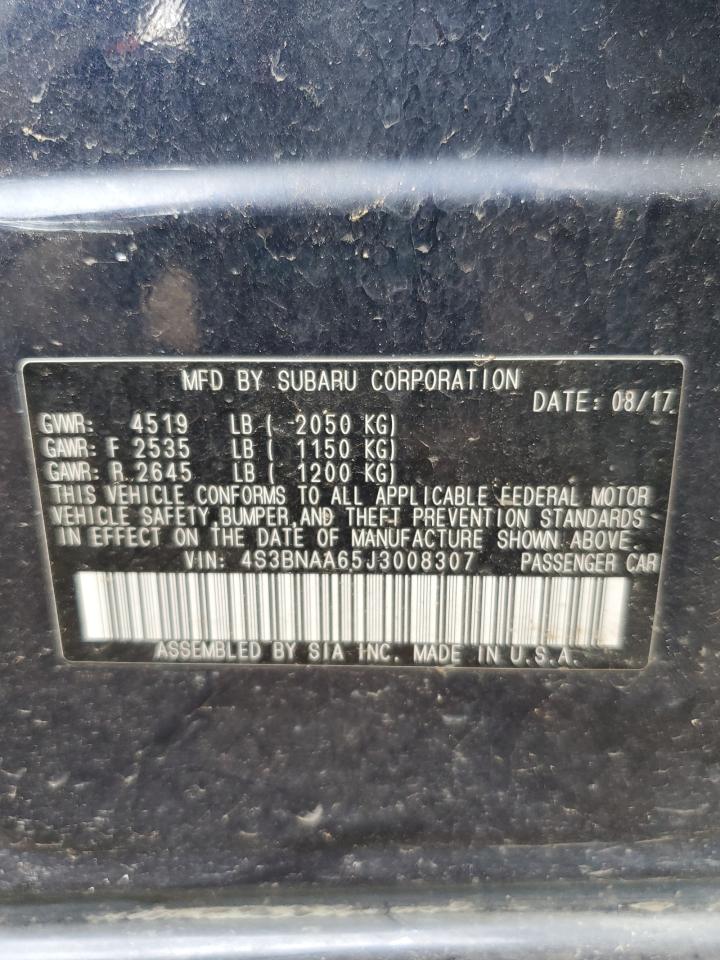 MFD BY SUBARU CORPORATION
DATE: 08/17
GVWR: 4519 LB ( 2050 KG)
GAWR: F 2535 LB ( 1150 KG)
GAWR: R 2645 LB ( 1200 KG)
THIS VEHICLE CONFORMS TO ALL APPLICABLE FEDERAL MOTOR
VEHICLE SAFETY, BUMPER, AND THEFT PREVENTION STANDARDS
IN EFFECT ON THE DATE OF MANUFACTURE SHOWN ABOVE.
VIN: 4S3BNAA65J3008307 PASSENGER CAR
ASSEMBLED BY SIA INC. MADE IN U.S.A.